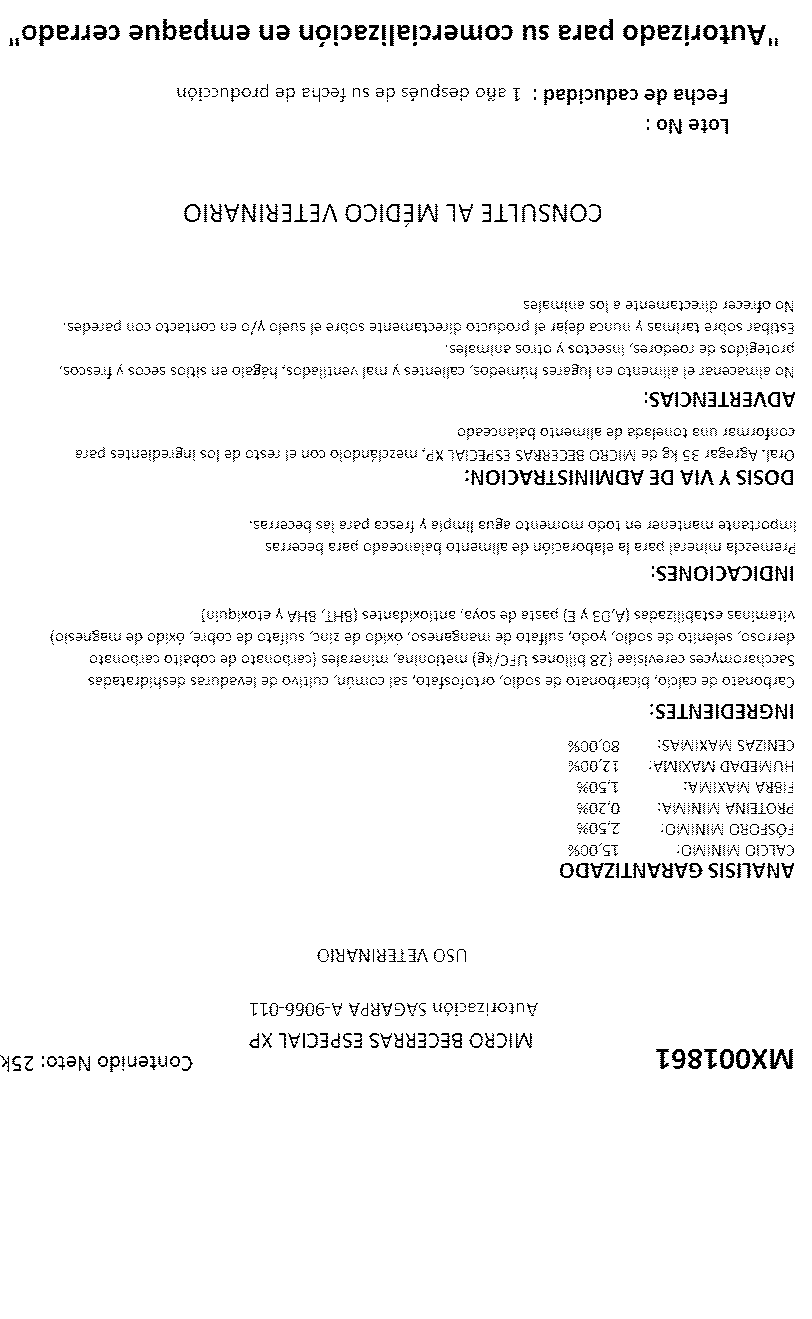 MX001861
MICRO BECERRAS ESPECIAL XP
Contenido Neto: 25k
Autorización SAGARPA A-9066-011
USO VETERINARIO
ANALISIS GARANTIZADO
CALCIO MINIMO: 15,00%
FÓSFORO MINIMO: 2,50%
PROTEINA MINIMA: 0,20%
FIBRA MAXIMA: 1,50%
HUMEDAD MAXIMA: 12,00%
CENIZAS MAXIMAS: 80,00%
INGREDIENTES:
Carbonato de calcio, bicarbonato de sodio, ortofosfato, sal común, cultivo de levaduras deshidratadas
Saccharomyces cerevisiae (28 billones UFC/kg) metionina, minerales (carbonato de cobalto carbonato
derroso, selenito de sodio, yodo, sulfato de manganeso, óxido de zinc, sulfato de cobre, óxido de magnesio)
vitaminas estabilizadas (A,D3 y E) pasta de soya, antioxidantes (BHT, BHA y etoxiquin)
INDICACIONES:
Premezcla mineral para la elaboración de alimento balanceado para becerras
Importante mantener en todo momento agua limpia y fresca para las becerras.
DOSIS Y VIA DE ADMINISTRACION:
Oral. Agregar 35 kg de MICRO BECERRAS ESPECIAL XP, mezclándolo con el resto de los ingredientes para
conformar una tonelada de alimento balanceado
ADVERTENCIAS:
No almacenar el alimento en lugares húmedos, calientes y mal ventilados, hágalo en sitios secos y frescos,
protegidos de roedores, insectos y otros animales.
Estibar sobre tarimas y nunca dejar el producto directamente sobre el suelo y/o en contacto con paredes.
No ofrecer directamente a los animales
CONSULTE AL MÉDICO VETERINARIO
Lote No :
Fecha de caducidad : 1 año después de su fecha de producción
"Autorizado para su comercialización en empaque cerrado"